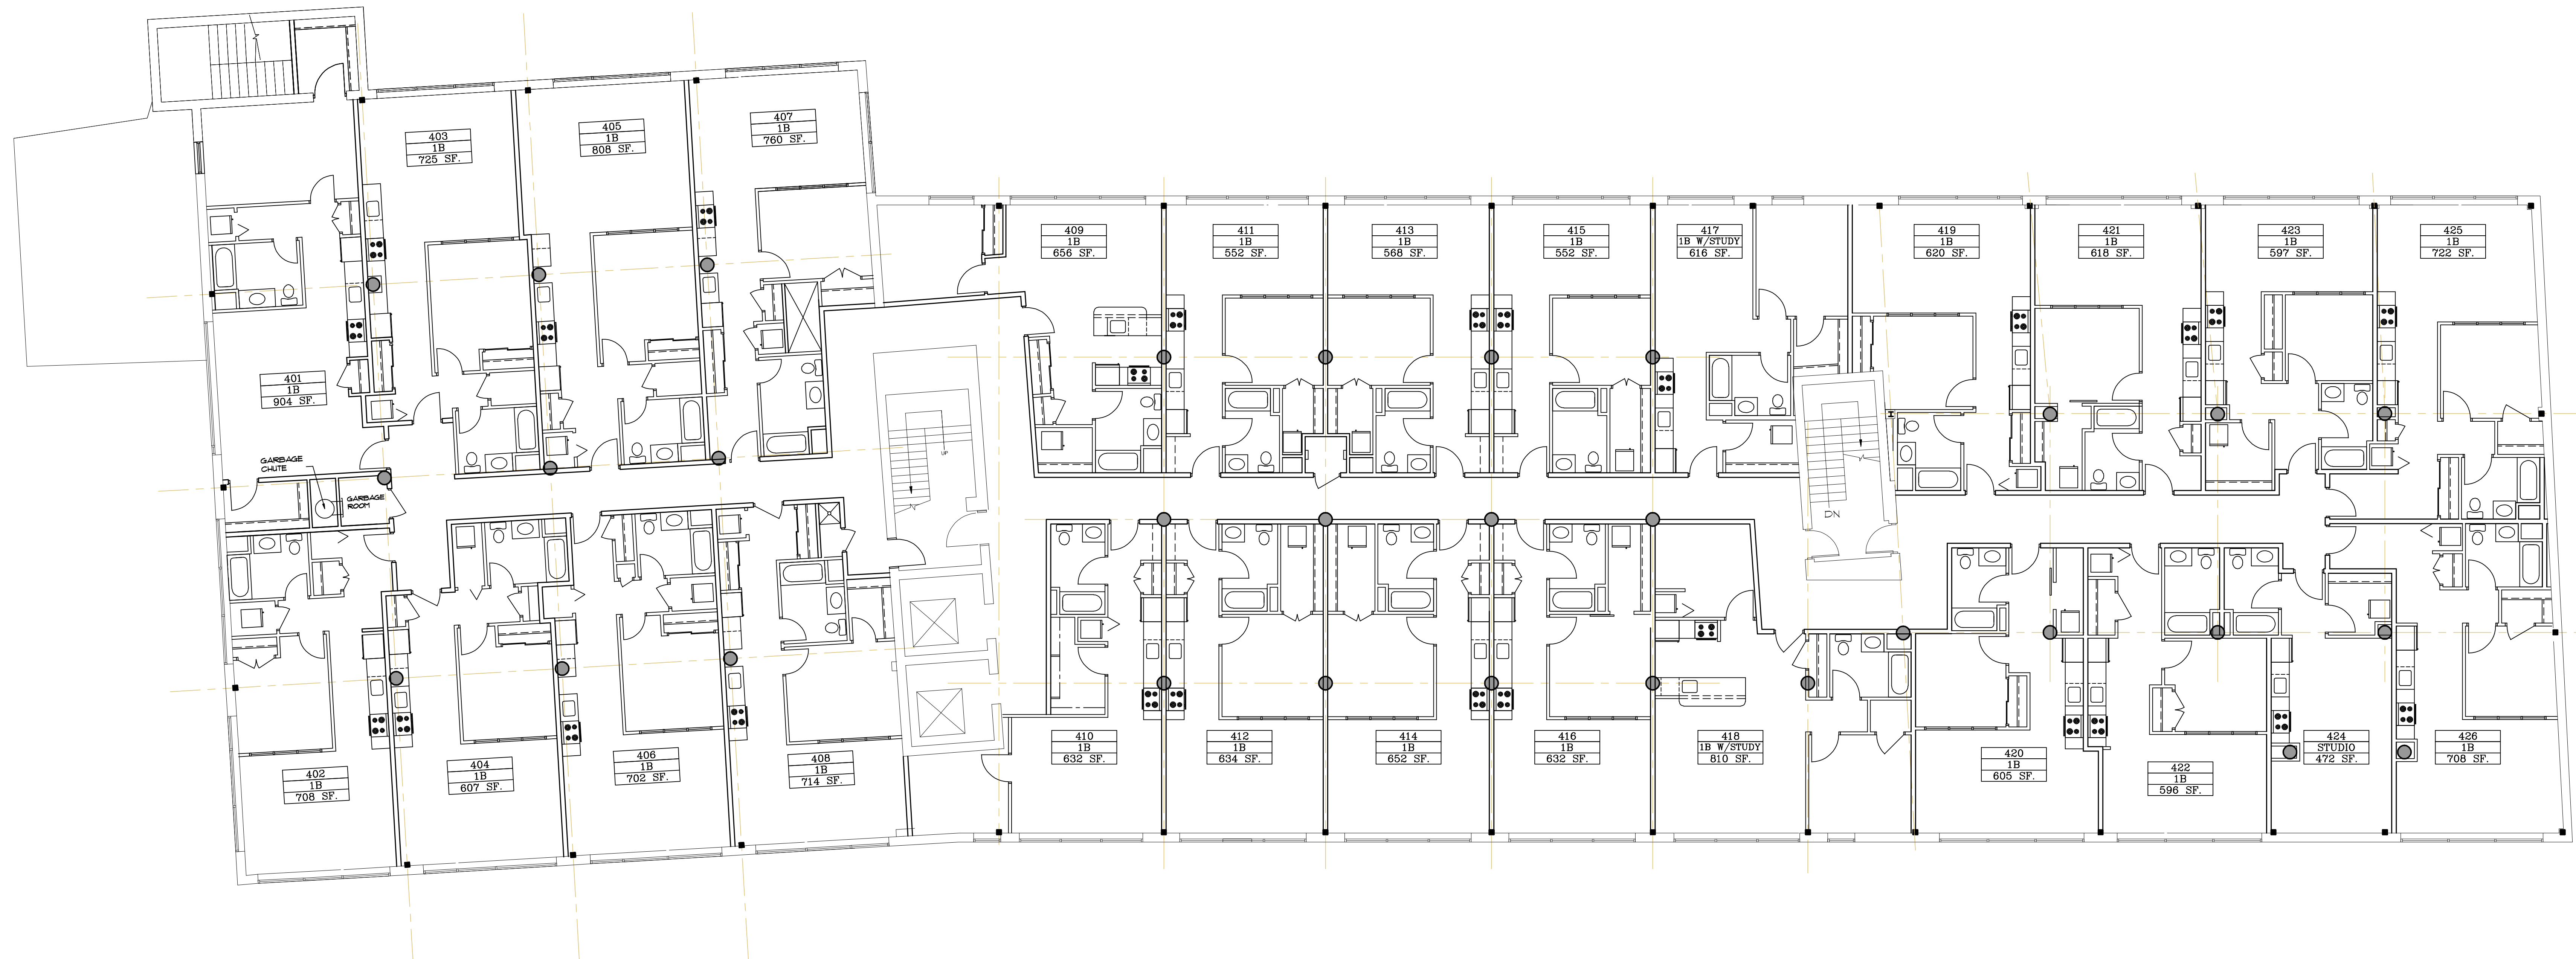 403
1B
725 SF.
405
1B
808 SF.
407
1B
760 SF.
409
1B
656 SF.
411
1B
552 SF.
413
1B
568 SF.
415
1B
552 SF.
417
1B W/STUDY
616 SF.
419
1B
620 SF.
421
1B
618 SF.
423
1B
597 SF.
425
1B
722 SF.
401
1B
904 SF.
GARBAGE
CHUTE
GARBAGE
ROOM
UP
DN
402
1B
708 SF.
404
1B
607 SF.
406
1B
702 SF.
408
1B
714 SF.
410
1B
632 SF.
412
1B
634 SF.
414
1B
652 SF.
416
1B
632 SF.
418
1B W/STUDY
810 SF.
420
1B
605 SF.
422
1B
596 SF.
424
STUDIO
472 SF.
426
1B
708 SF.